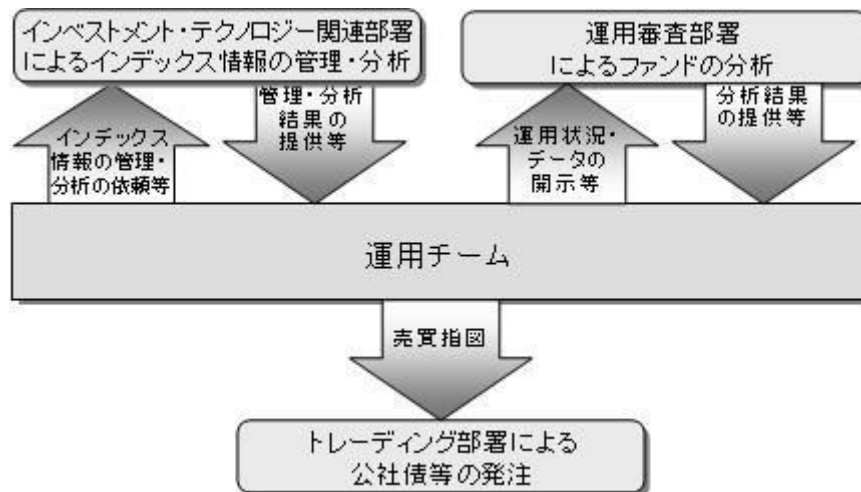 インベストメント・テクノロジー関連部署
によるインデックス情報の管理・分析
運用審査部署
によるファンドの分析
インデックス
情報の管理・
分析の依頼等
管理・分析
結果の
提供等
運用状況・
データの
開示等
分析結果
の提供等
運用チーム
売買指図
トレーディング部署による
公社債等の発注